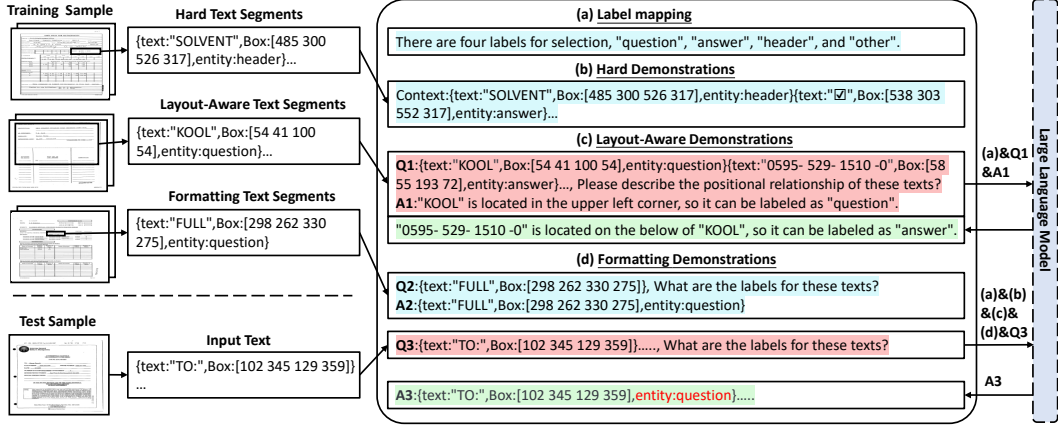 Training Sample
Hard Text Segments
{text:"SOLVENT",Box:[485 300
526 317],entity:header}...
Layout-Aware Text Segments
{text:"KOOL",Box:[54 41 100
54],entity:question}...
Formatting Text Segments
{text:"FULL",Box:[298 262 330
275],entity:question}
Test Sample
Input Text
{text:"TO:",Box:[102 345 129 359]}
...
(a) Label mapping
There are four labels for selection, "question", "answer", "header", and "other".
(b) Hard Demonstrations
Context:{text:"SOLVENT",Box:[485 300 526 317],entity:header}{text:"☑",Box:[538 303
552 317],entity:answer}...
(c) Layout-Aware Demonstrations
Q1:{text:"KOOL",Box:[54 41 100 54],entity:question}{text:"0595- 529- 1510 -0",Box:[58
55 193 72],entity:answer}..., Please describe the positional relationship of these texts?
A1:"KOOL" is located in the upper left corner, so it can be labeled as "question".
"0595- 529- 1510 -0" is located on the below of "KOOL", so it can be labeled as "answer".
(d) Formatting Demonstrations
Q2:{text:"FULL",Box:[298 262 330 275]}, What are the labels for these texts?
A2:{text:"FULL",Box:[298 262 330 275],entity:question}
Q3:{text:"TO:",Box:[102 345 129 359]}....., What are the labels for these texts?
A3:{text:"TO:",Box:[102 345 129 359],entity:question}.....
(a)&Q1
&A1
(a)&(b)
&(c)&
(d)&Q3
A3
Large Language Model